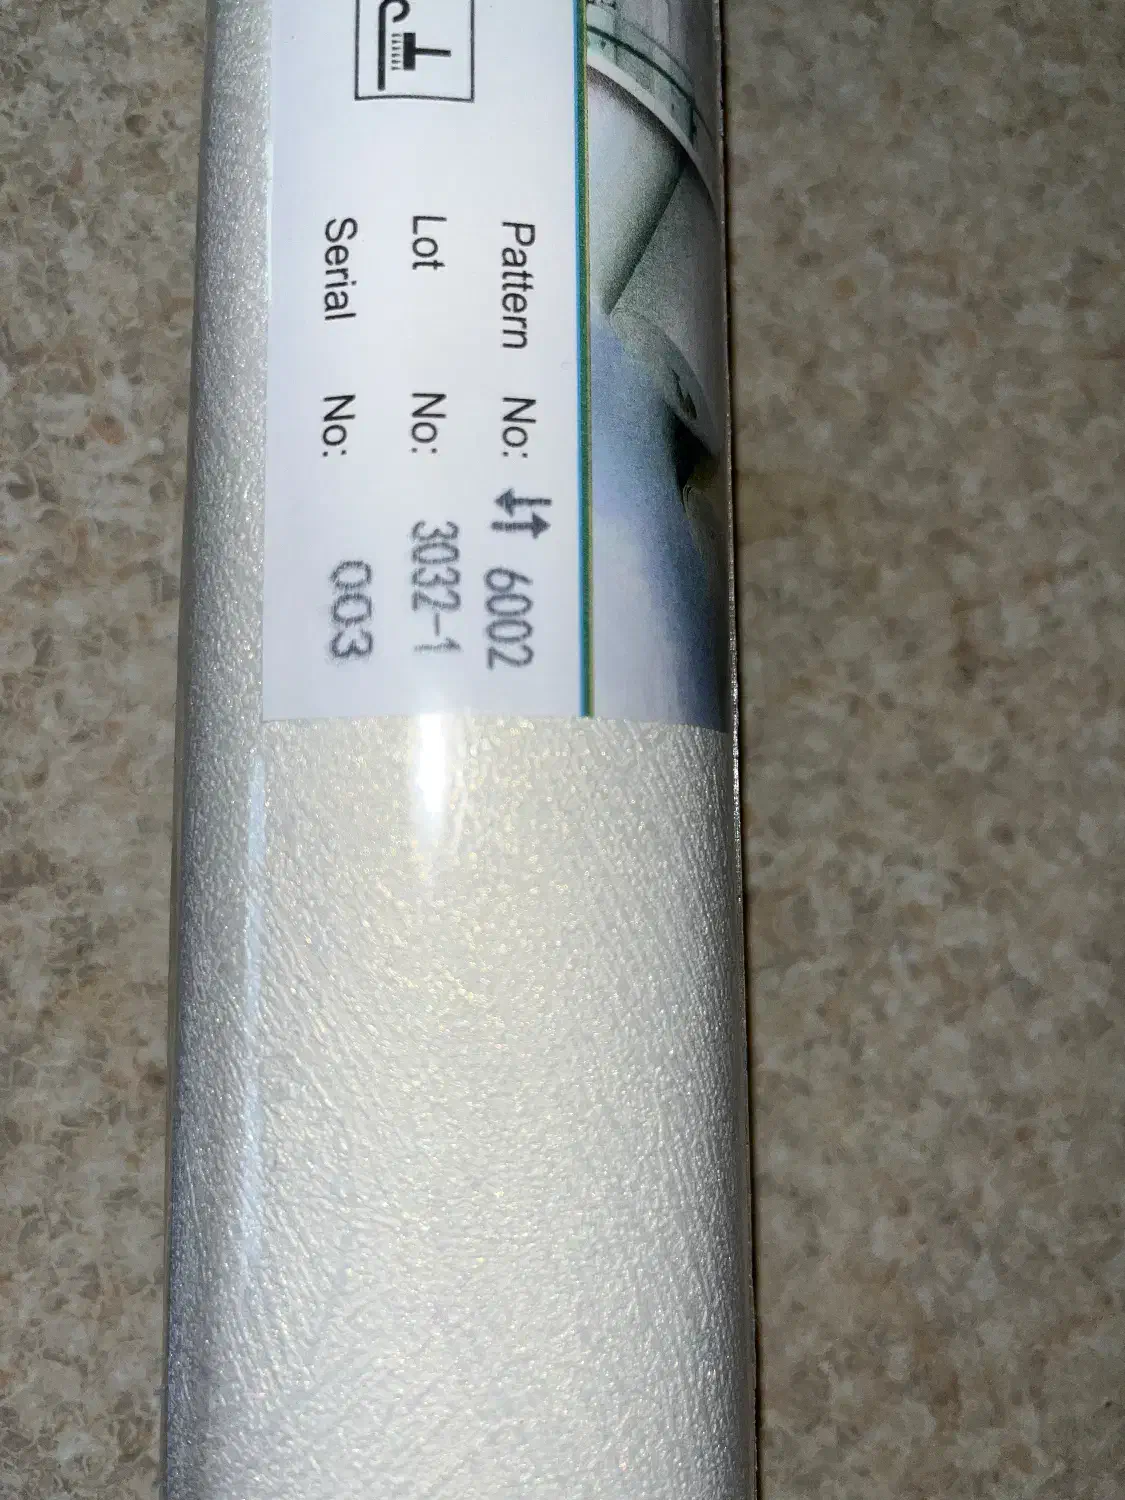 Pattern No: ↓↑ 6002
Lot No: 3032-1
Serial No: 003